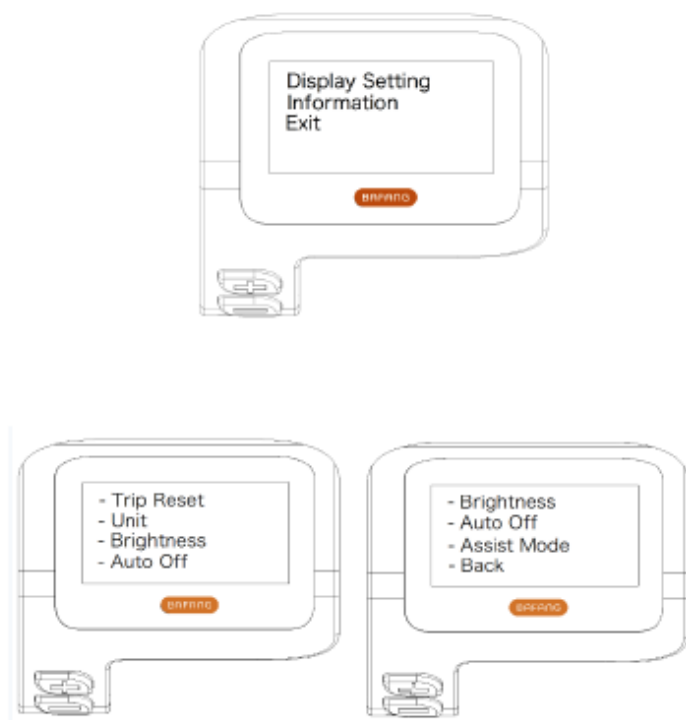 Display Setting
Information
Exit
BAFANG
- Trip Reset
- Unit
- Brightness
- Auto Off
BAFANG
- Brightness
- Auto Off
- Assist Mode
- Back
BAFANG